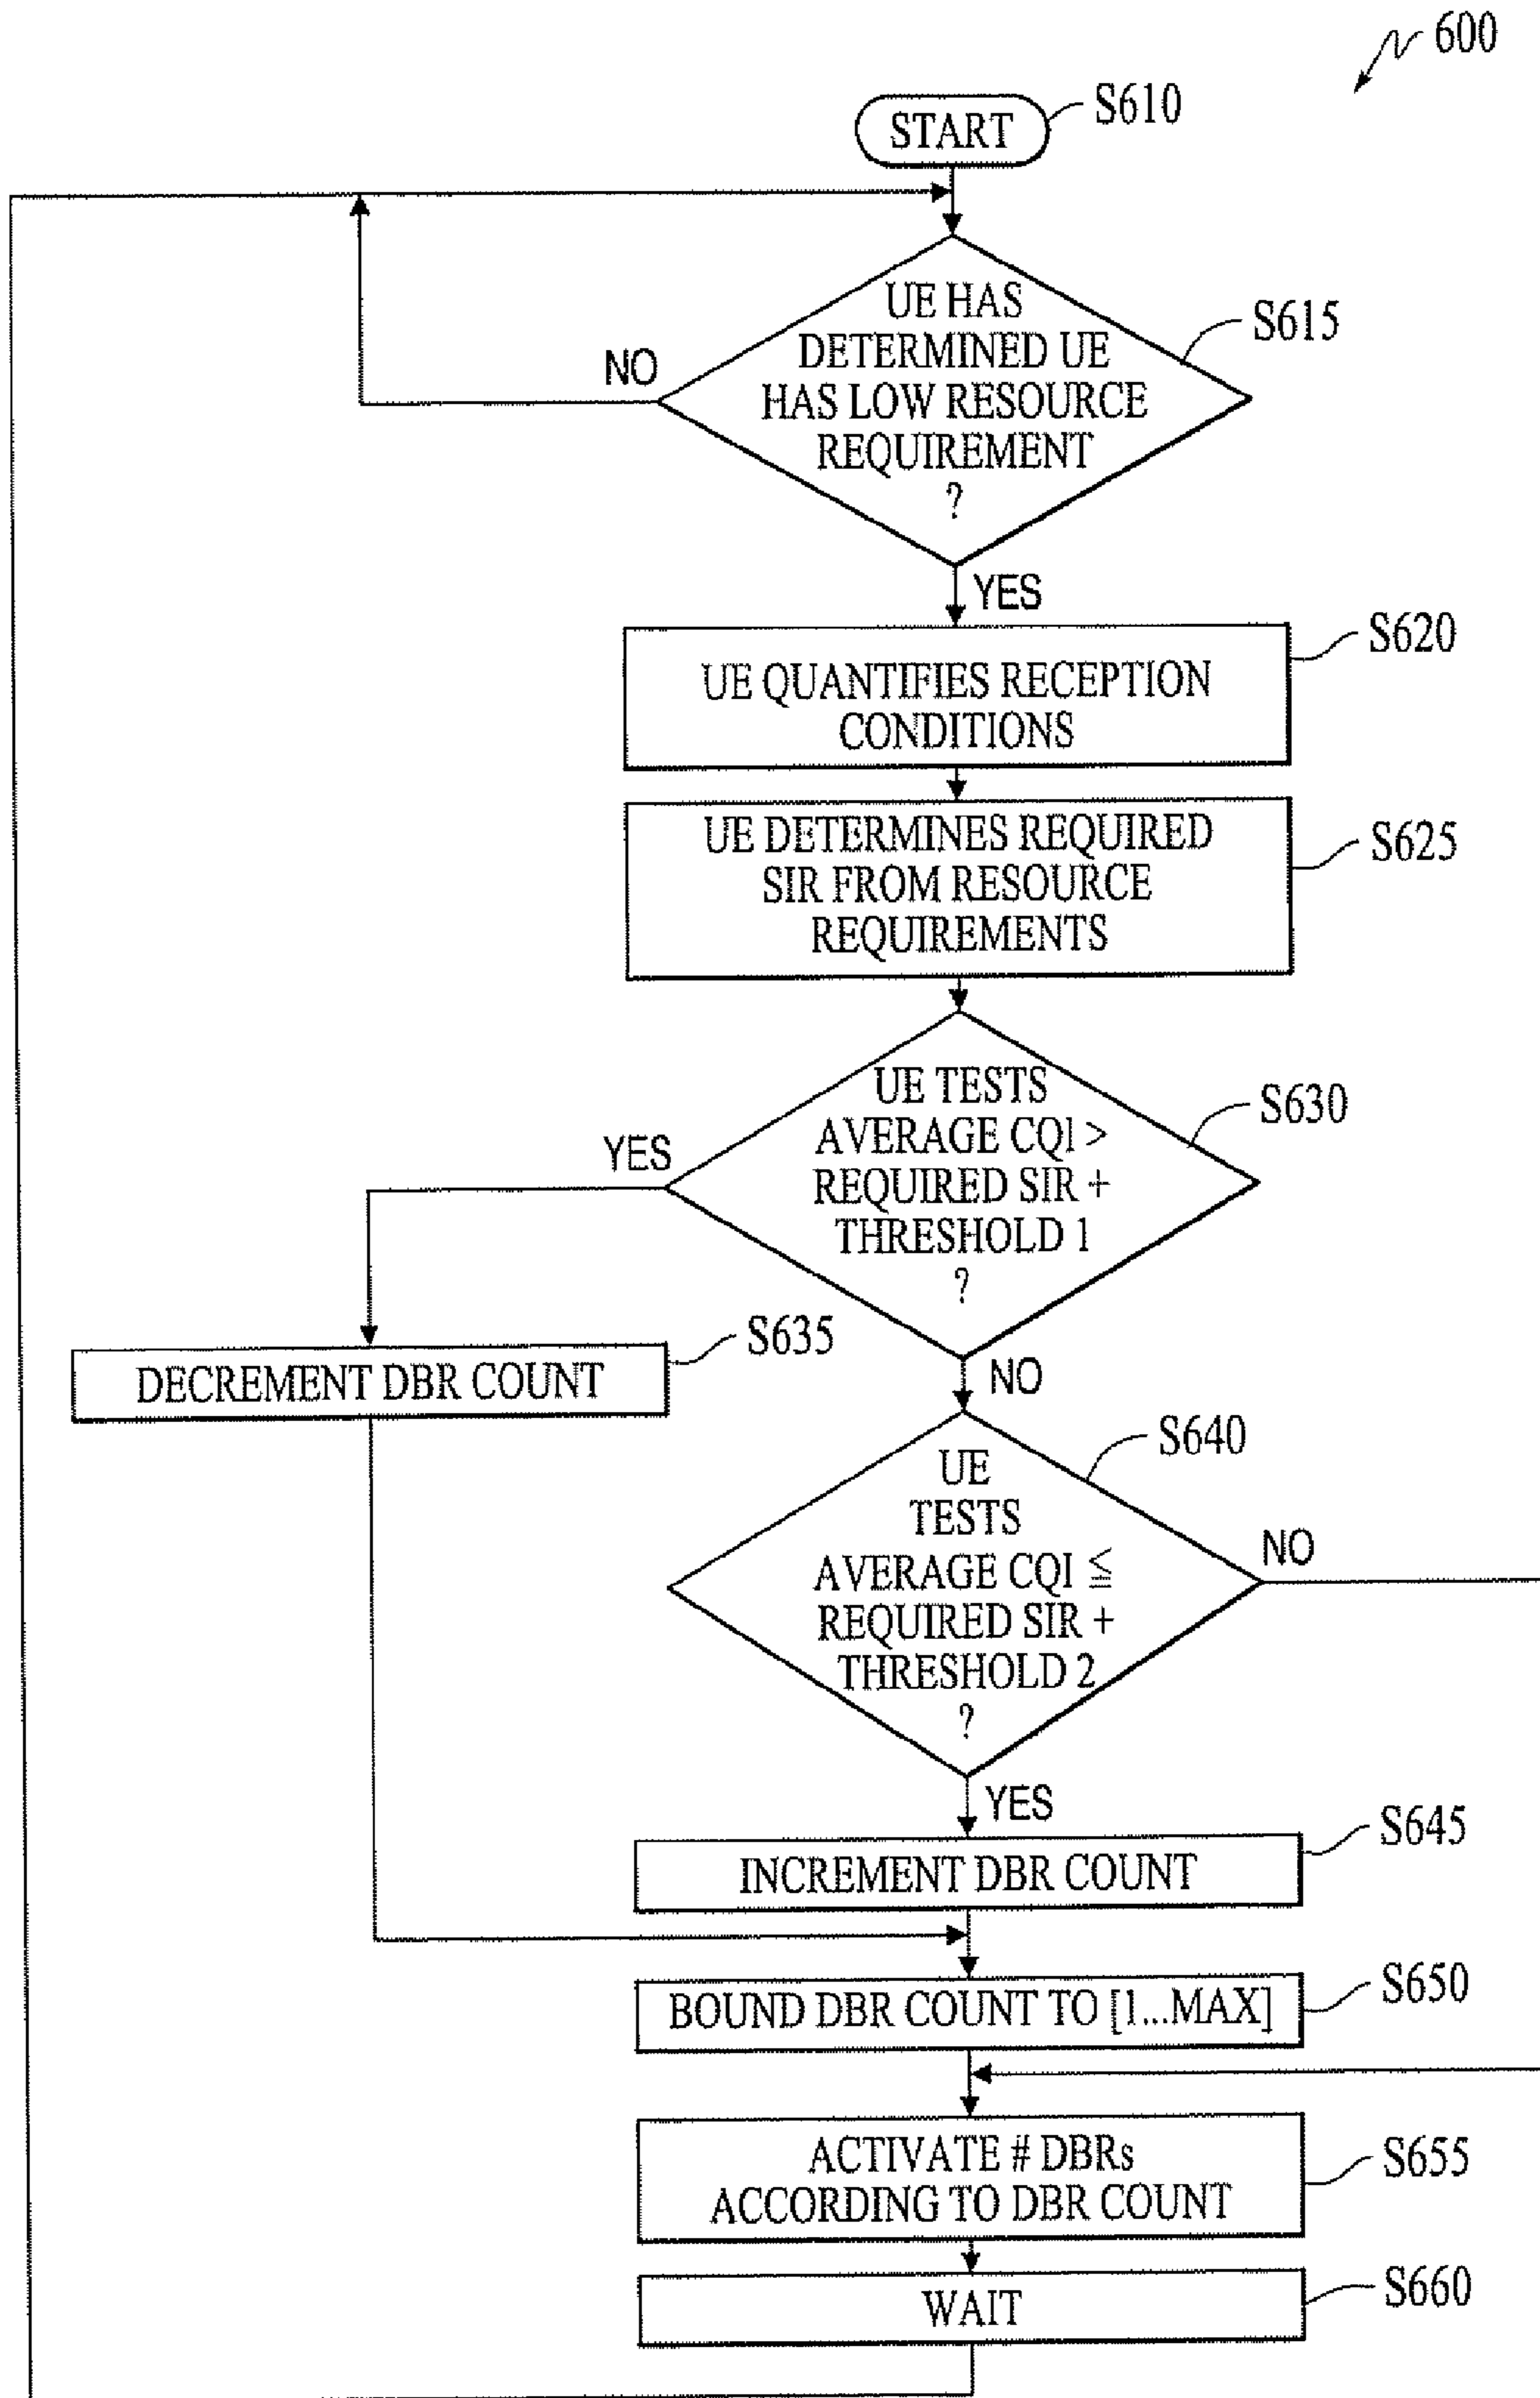 600
START
S610
UE HAS
DETERMINED UE
HAS LOW RESOURCE
REQUIREMENT
?
S615
NO
YES
UE QUANTIFIES RECEPTION
CONDITIONS
S620
UE DETERMINES REQUIRED
SIR FROM RESOURCE
REQUIREMENTS
S625
UE TESTS
AVERAGE CQI >
REQUIRED SIR +
THRESHOLD 1
?
S630
YES
NO
DECREMENT DBR COUNT
S635
UE
TESTS
AVERAGE CQI ≦
REQUIRED SIR +
THRESHOLD 2
?
S640
NO
YES
INCREMENT DBR COUNT
S645
BOUND DBR COUNT TO [1...MAX]
S650
ACTIVATE # DBRs
ACCORDING TO DBR COUNT
S655
WAIT
S660